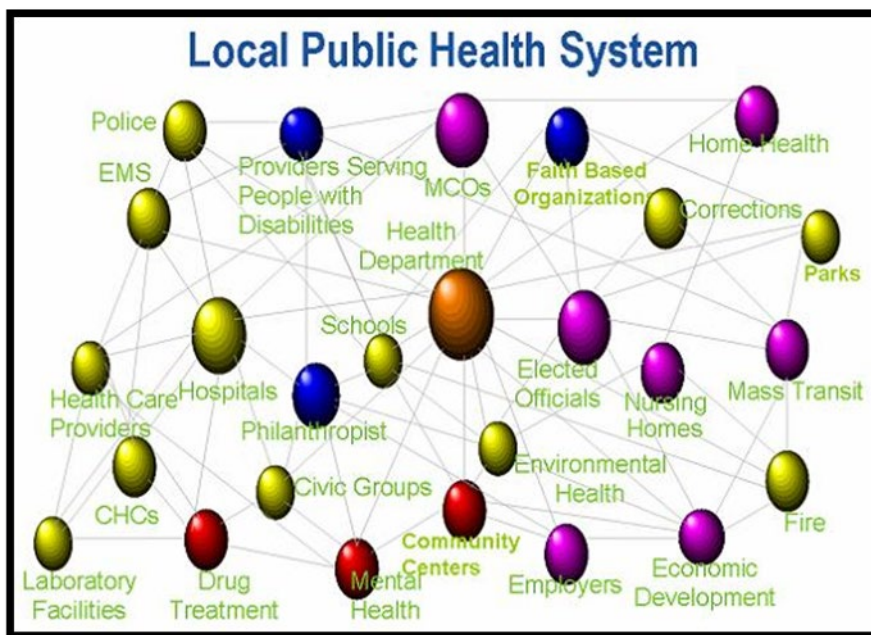 Local Public Health System
Police
EMS
Providers Serving
People with
Disabilities
MCOs
Faith Based
Organizations
Home Health
Corrections
Parks
Health
Department
Schools
Health Care
Providers
Hospitals
Philanthropist
Elected
Officials
Nursing
Homes
Mass Transit
CHCs
Civic Groups
Environmental
Health
Fire
Laboratory
Facilities
Drug
Treatment
Mental
Health
Community
Centers
Employers
Economic
Development